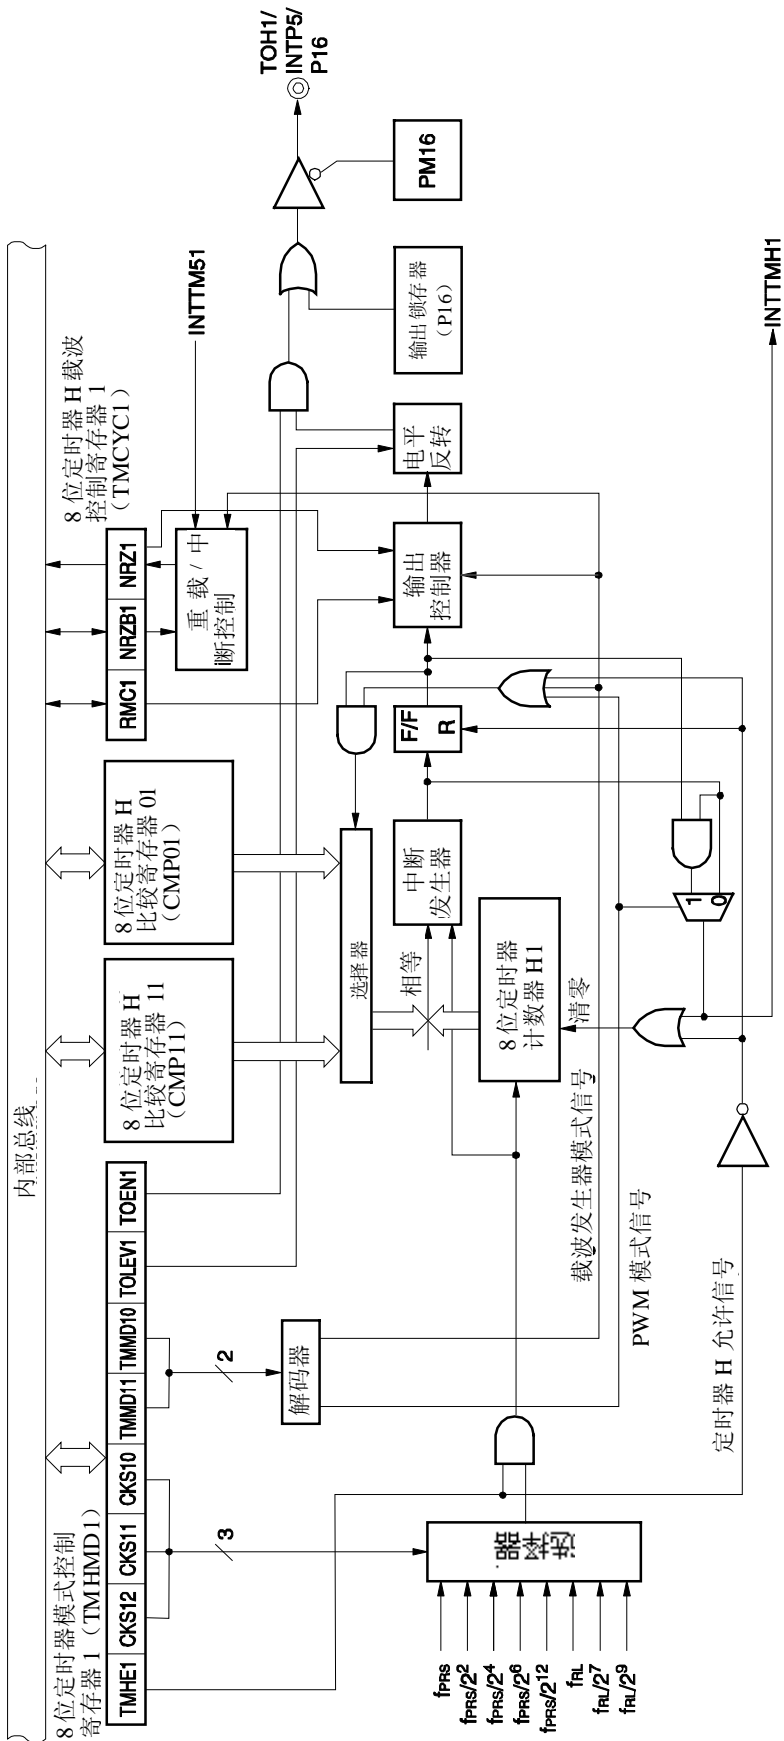 内部总线
8 位定时器模式控制
寄存器 1（TMHMD1）
TMHE1
CKS12
CKS11
CKS10
TMMD11
TMMD10
TOLEV1
TOEN1
8 位定时器 H
比较寄存器 11
（CMP11）
8 位定时器 H
比较寄存器 01
（CMP01）
8 位定时器 H 载波
控制寄存器 1
（TMCYC1）
RMC1
NRZB1
NRZ1
重 载 / 中
断控制
INTTM51
TOH1/
INTP5/
P16
3
2
解码器
选择器
fPRS
fPRS/2²
fPRS/2⁴
fPRS/2⁶
fPRS/2¹²
fRL
fRL/2⁷
fRL/2⁹
选择器
相等
中断
发生器
F/F
R
输出
控制器
电平
反转
输出 锁存器
（P16）
PM16
8 位定时器
计数器 H1
清零
1
0
载波发生器模式信号
PWM 模式信号
定时器 H 允许信号
INTTMH1